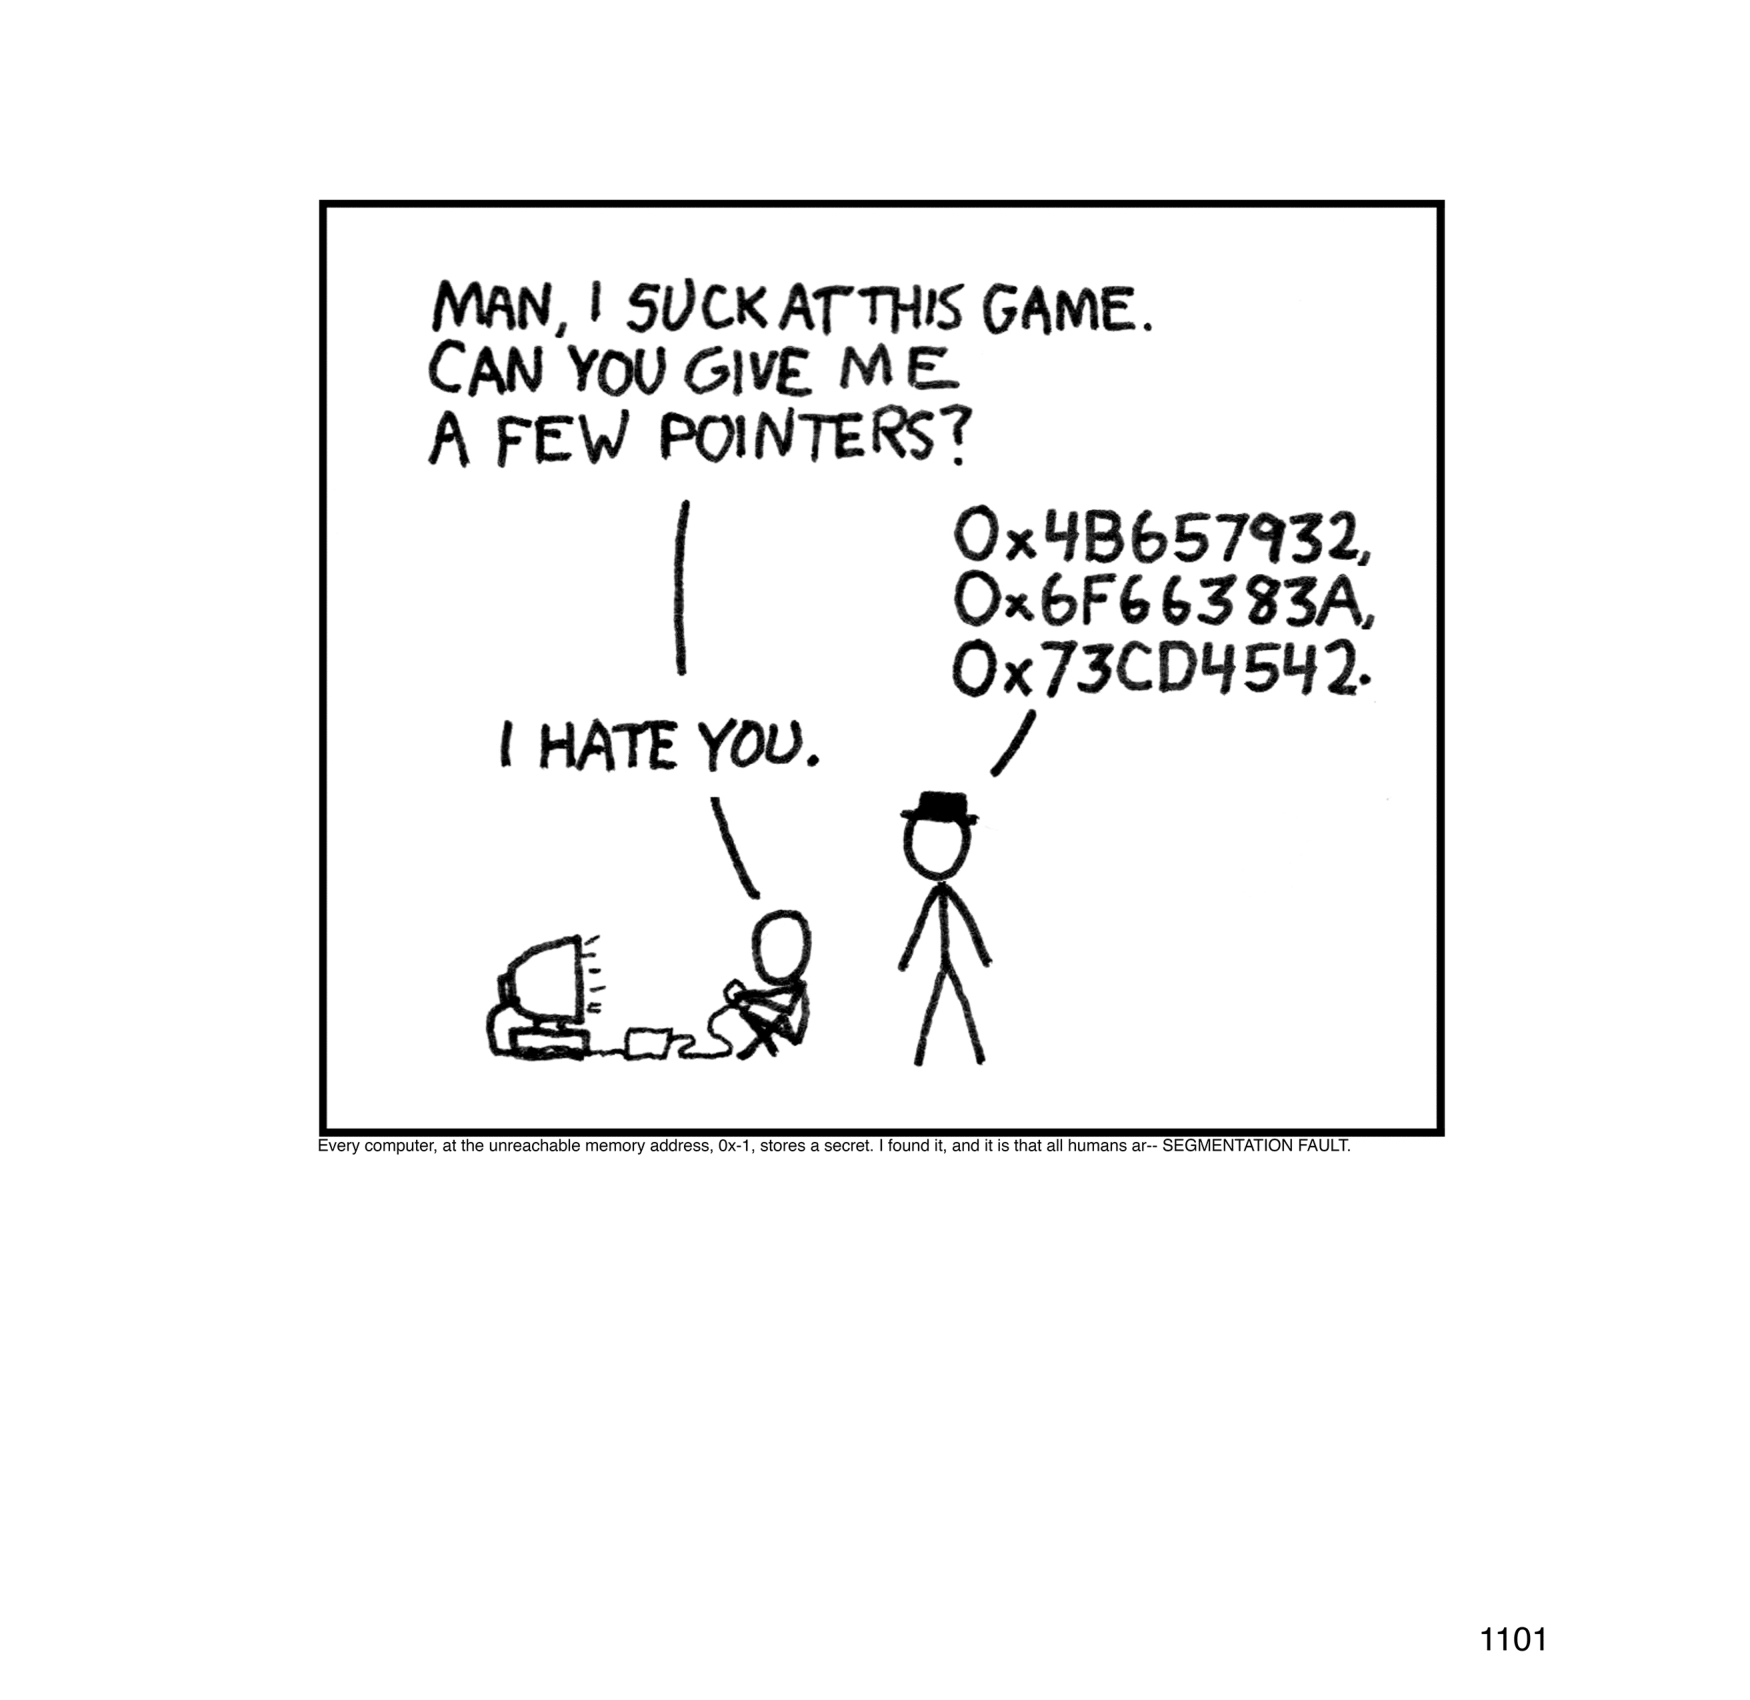 MAN, I SUCK AT THIS GAME.
CAN YOU GIVE ME
A FEW POINTERS?
0x4B657932,
0x6F66383A,
0x73CD4542.
I HATE YOU.
Every computer, at the unreachable memory address, 0x-1, stores a secret. I found it, and it is that all humans ar-- SEGMENTATION FAULT.
1101